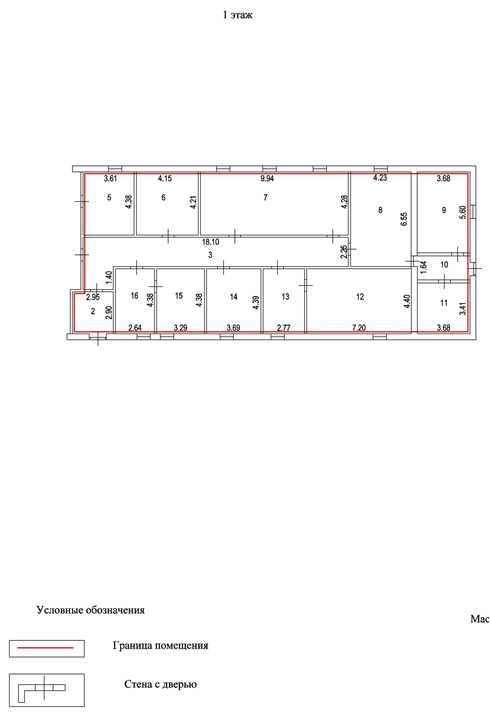 1 этаж
3.61 4.15 9.94 4.23 3.68
5 4.38 6 4.21 7 4.28 8 6.55 9 5.60
18.10
3 2.25
1.64 10
1.40
2.95
2 2.90 16 4.38 15 4.38 14 4.39 13 12 4.40 11 3.41
2.64 3.29 3.69 2.77 7.20 3.68
Условные обозначения
Мас
Граница помещения
Стена с дверью